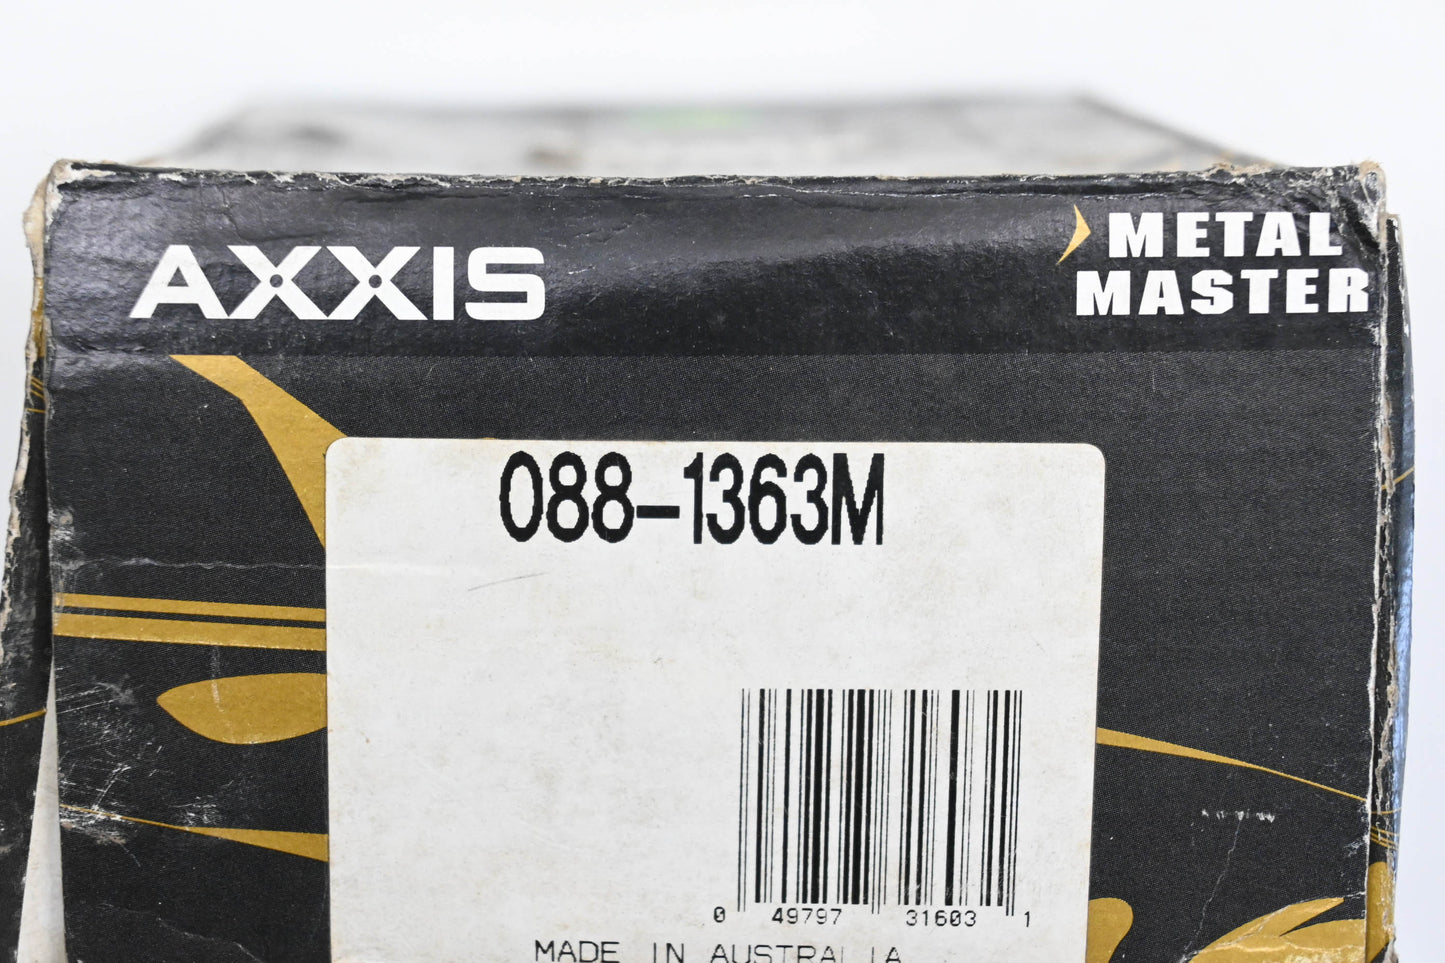 AXXIS
METAL
MASTER
088-1363M
0 49797 31603 1
MADE IN AUSTRALIA